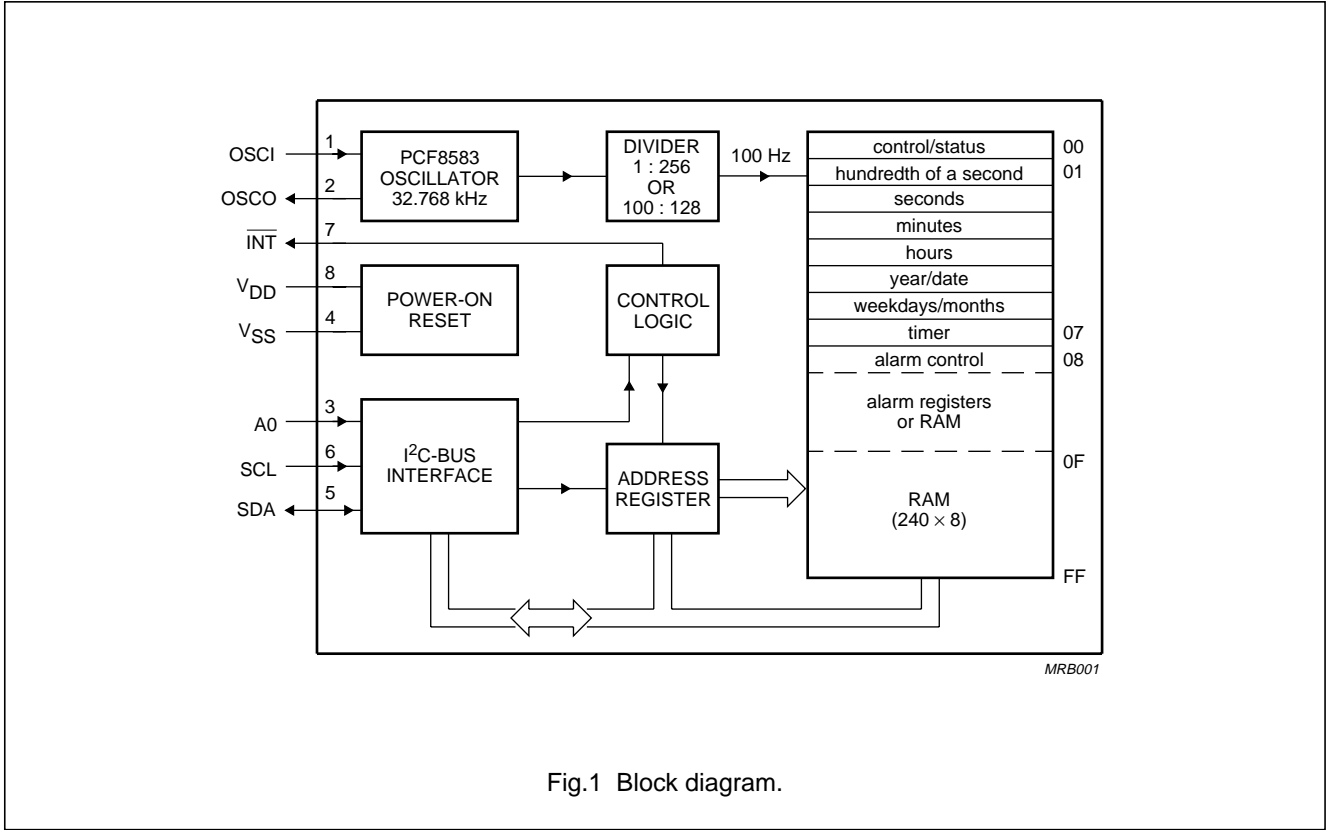 OSCI
1
OSCO
2
INT
7
VDD
8
VSS
4
A0
3
SCL
6
SDA
5
PCF8583
OSCILLATOR
32.768 kHz
DIVIDER
1 : 256
OR
100 : 128
100 Hz
POWER-ON
RESET
CONTROL
LOGIC
I²C-BUS
INTERFACE
ADDRESS
REGISTER
control/status
00
hundredth of a second
01
seconds
minutes
hours
year/date
weekdays/months
timer
07
alarm control
08
alarm registers
or RAM
0F
RAM
(240 × 8)
FF
MRB001
Fig.1 Block diagram.